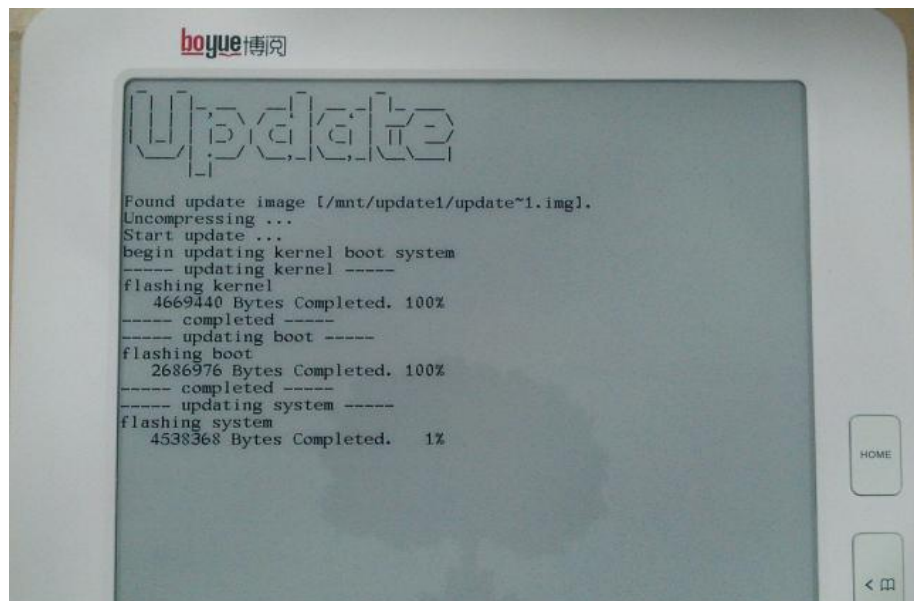 boyue博阅
Update
Found update image [/mnt/update1/update~1.img].
Uncompressing ...
Start update ...
begin updating kernel boot system
----- updating kernel -----
flashing kernel
4669440 Bytes Completed. 100%
----- completed -----
----- updating boot -----
flashing boot
2686976 Bytes Completed. 100%
----- completed -----
----- updating system -----
flashing system
4538368 Bytes Completed. 1%
HOME
<